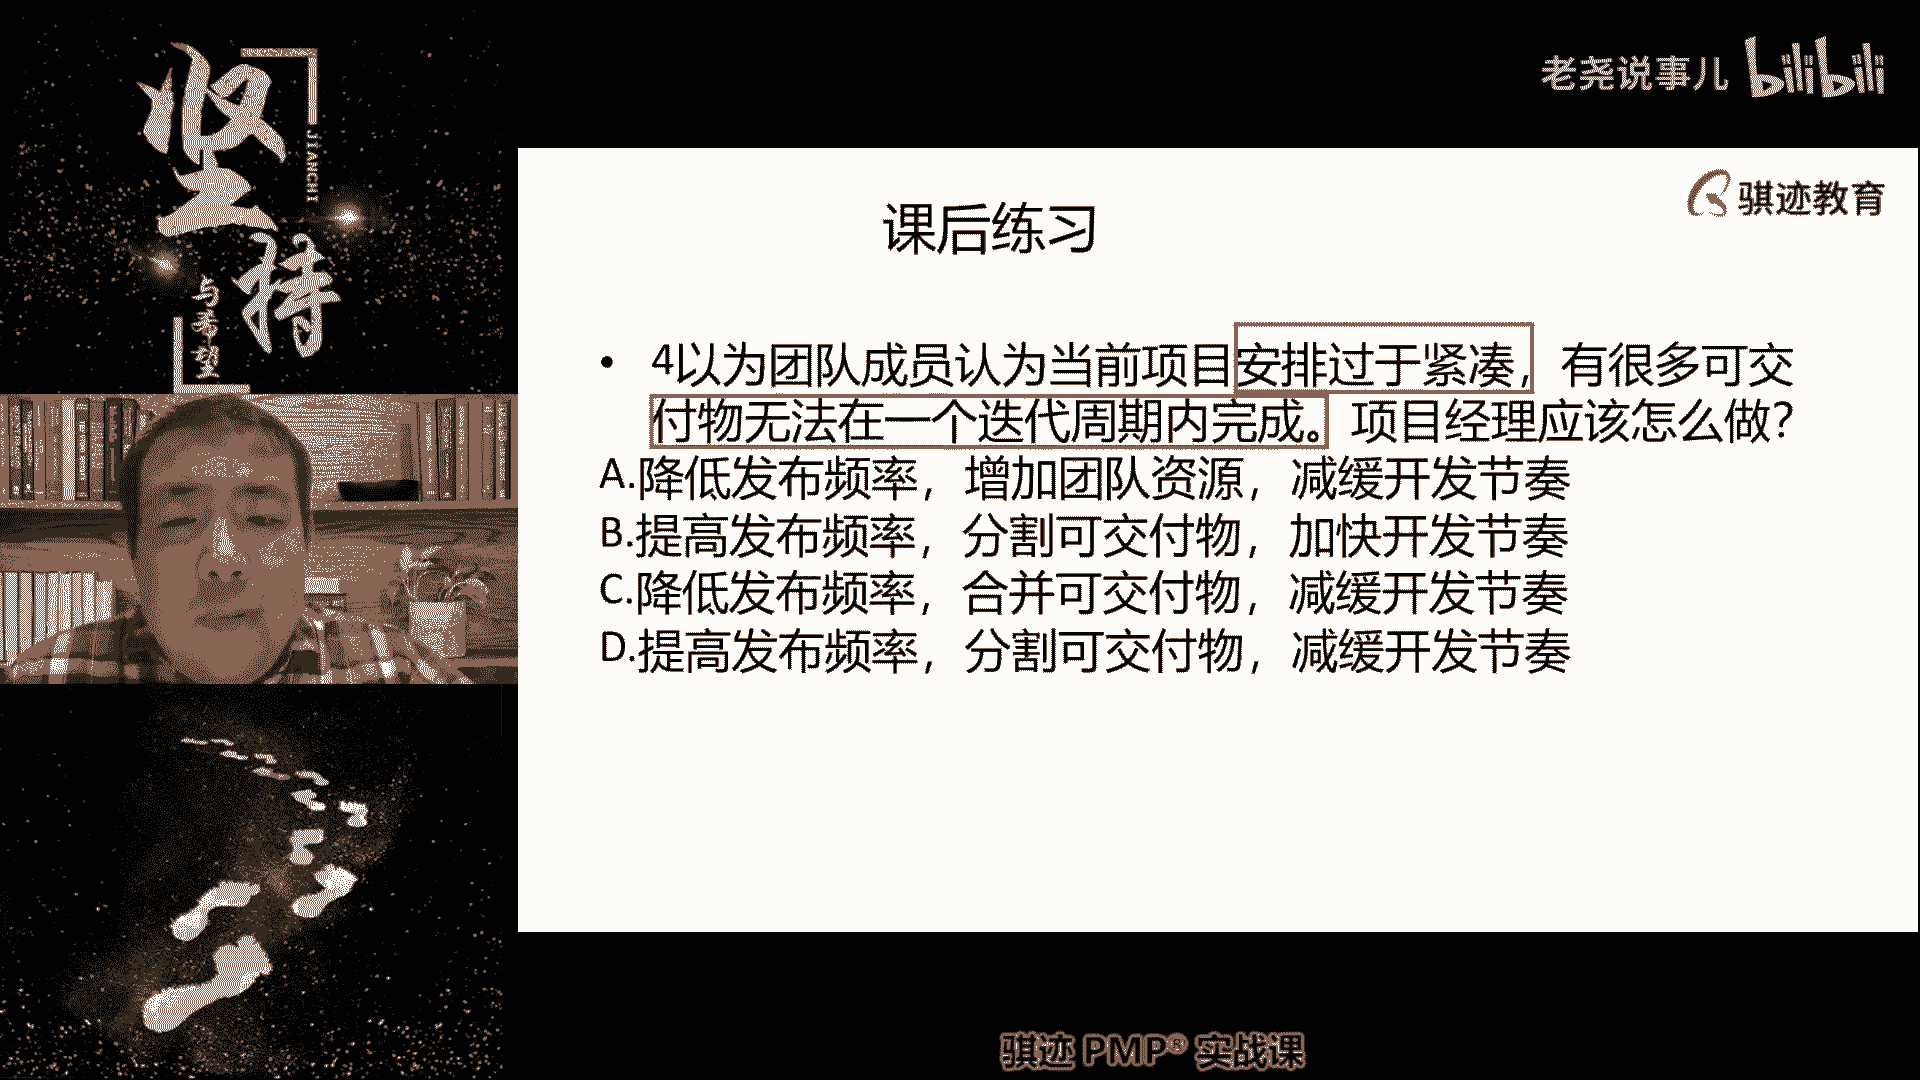 坚
持
JIANCHI
与
希
望
老尧说事儿 bilibili
骐迹教育
课后练习
• 4以为团队成员认为当前项目安排过于紧凑，有很多可交
付物无法在一个迭代周期内完成。项目经理应该怎么做？
A.降低发布频率，增加团队资源，减缓开发节奏
B.提高发布频率，分割可交付物，加快开发节奏
C.降低发布频率，合并可交付物，减缓开发节奏
D.提高发布频率，分割可交付物，减缓开发节奏
骐迹 PMP® 实战课